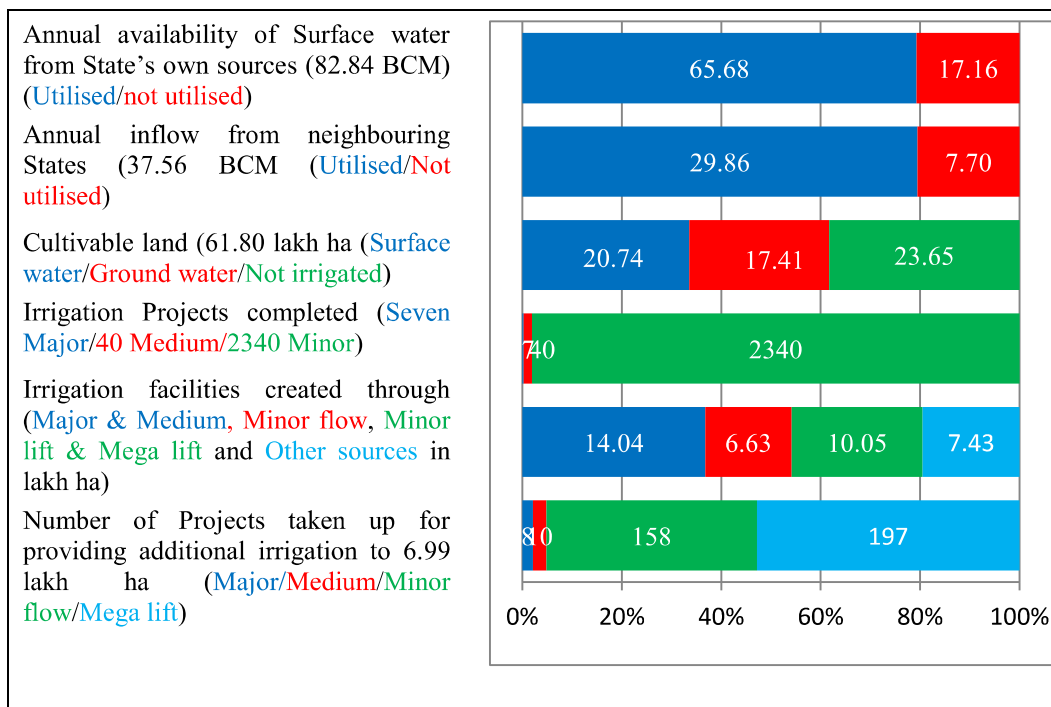 Annual availability of Surface water
from State’s own sources (82.84 BCM)
(Utilised/not utilised)
Annual inflow from neighbouring
States (37.56 BCM (Utilised/Not
utilised)
Cultivable land (61.80 lakh ha (Surface
water/Ground water/Not irrigated)
Irrigation Projects completed (Seven
Major/40 Medium/2340 Minor)
Irrigation facilities created through
(Major & Medium, Minor flow, Minor
lift & Mega lift and Other sources in
lakh ha)
Number of Projects taken up for
providing additional irrigation to 6.99
lakh ha (Major/Medium/Minor
flow/Mega lift)
65.68 17.16
29.86 7.70
20.74 17.41 23.65
7 40 2340
14.04 6.63 10.05 7.43
8 10 158 197
0% 20% 40% 60% 80% 100%